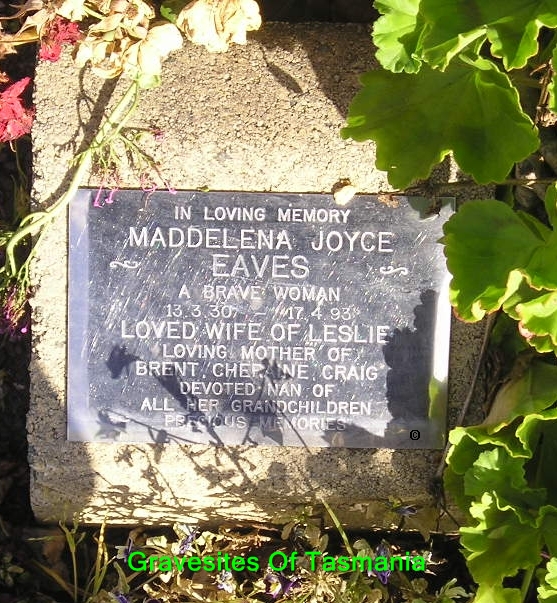 IN LOVING MEMORY
MADDELENA JOYCE
EAVES
A BRAVE WOMAN
13.3.30. – 17.4.93
LOVED WIFE OF LESLIE
LOVING MOTHER OF
BRENT, CRAIG
DEVOTED NAN OF
ALL HER GRANDCHILDREN
PRECIOUS MEMORIES
©
Gravesites Of Tasmania